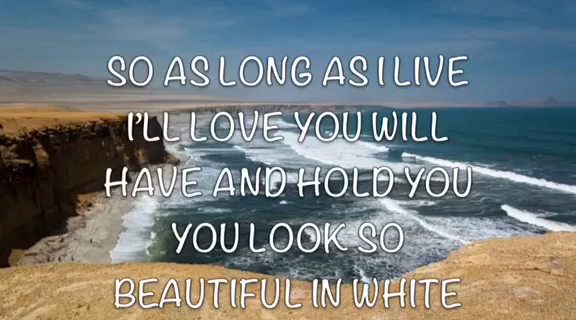 SO AS LONG AS I LIVE
I'LL LOVE YOU WILL
HAVE AND HOLD YOU
YOU LOOK SO
BEAUTIFUL IN WHITE